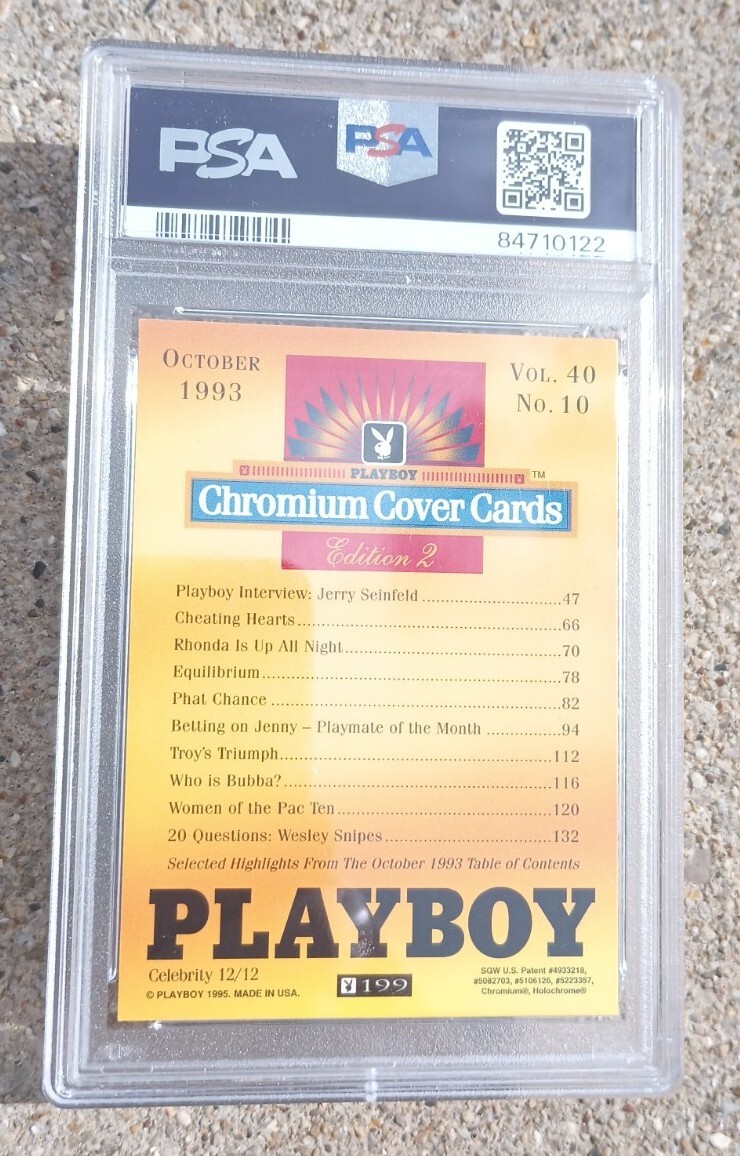 PSA PSA
84710122
OCTOBER VOL. 40
1993 NO. 10
PLAYBOY TM
Chromium Cover Cards
Edition 2
Playboy Interview: Jerry Seinfeld ........................47
Cheating Hearts..............................................66
Rhonda Is Up All Night......................................70
Equilibrium....................................................78
Phat Chance ..................................................82
Betting on Jenny – Playmate of the Month ................94
Troy's Triumph...............................................112
Who is Bubba?...............................................116
Women of the Pac Ten......................................120
20 Questions: Wesley Snipes................................132
Selected Highlights From The October 1993 Table of Contents
PLAYBOY
Celebrity 12/12
© PLAYBOY 1995. MADE IN USA.
199
SGW U.S. Patent #4933218,
#5082703, #5106126, #5223357,
Chromium®, Holochrome®